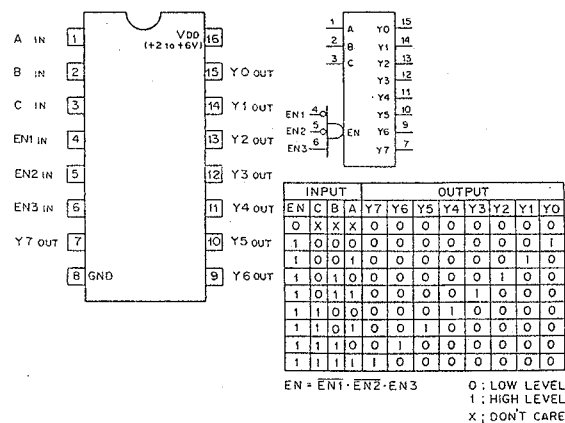 A IN 1
VDD 16
(+2 to +6V)
B IN 2
15 Y0 OUT
C IN 3
14 Y1 OUT
EN1 IN 4
13 Y2 OUT
EN2 IN 5
12 Y3 OUT
EN3 IN 6
11 Y4 OUT
Y7 OUT 7
10 Y5 OUT
8 GND
9 Y6 OUT
1 A Y0 15
2 B Y1 14
3 C Y2 13
Y3 12
Y4 11
EN1 4 Y5 10
EN2 5 EN Y6 9
EN3 6 Y7 7
INPUT OUTPUT
EN C B A Y7 Y6 Y5 Y4 Y3 Y2 Y1 Y0
0 X X X 0 0 0 0 0 0 0 0
1 0 0 0 0 0 0 0 0 0 0 1
1 0 0 1 0 0 0 0 0 0 1 0
1 0 1 0 0 0 0 0 0 1 0 0
1 0 1 1 0 0 0 0 1 0 0 0
1 1 0 0 0 0 0 1 0 0 0 0
1 1 0 1 0 0 1 0 0 0 0 0
1 1 1 0 0 1 0 0 0 0 0 0
1 1 1 1 1 0 0 0 0 0 0 0
EN = E̅N̅1̅ · E̅N̅2̅ · EN3
0 ; LOW LEVEL
1 ; HIGH LEVEL
X ; DON'T CARE